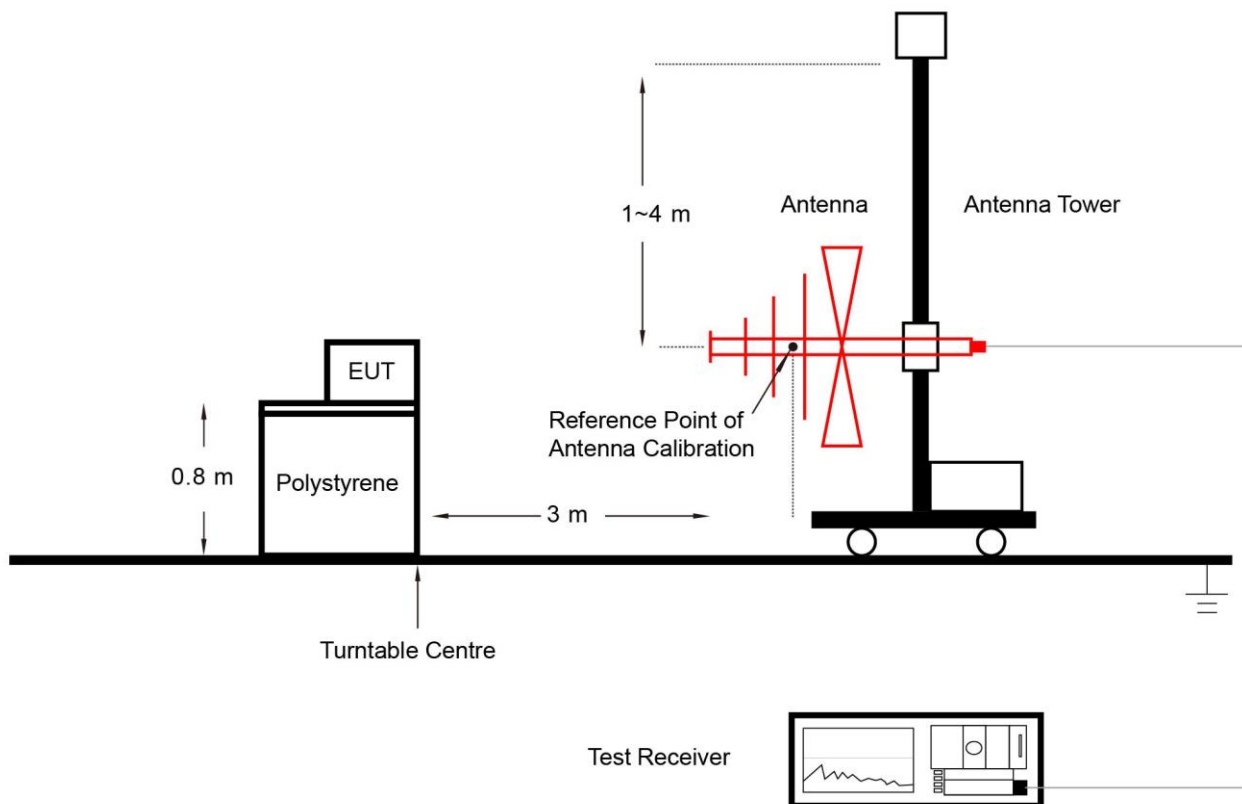 1~4 m
Antenna
Antenna Tower
EUT
Reference Point of
Antenna Calibration
0.8 m
Polystyrene
3 m
Turntable Centre
Test Receiver